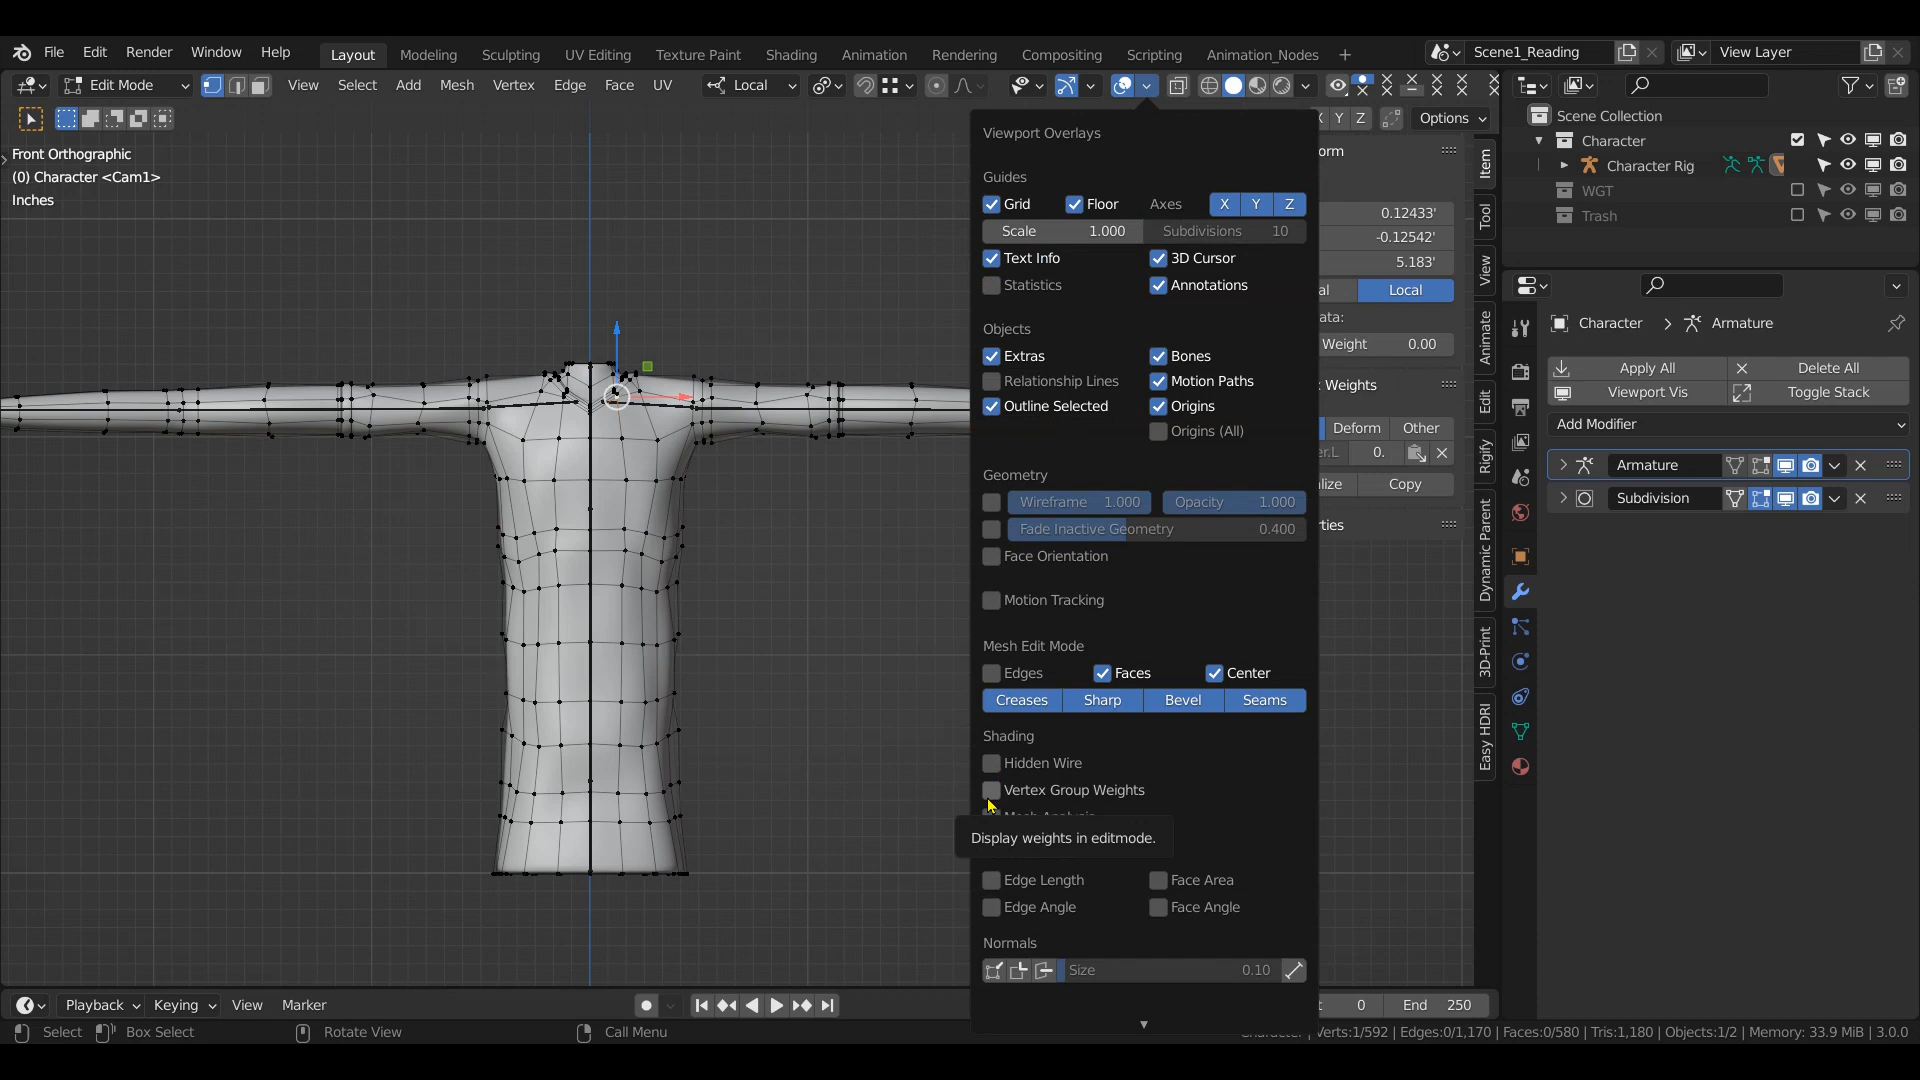 File Edit Render Window Help Layout Modeling Sculpting UV Editing Texture Paint Shading Animation Rendering Compositing Scripting Animation_Nodes + Scene1_Reading View Layer
Edit Mode View Select Add Mesh Vertex Edge Face UV Local
X Y Z Options
Front Orthographic
(0) Character <Cam1>
Inches
Viewport Overlays
Guides
Grid Floor Axes X Y Z
Scale 1.000 Subdivisions 10
Text Info 3D Cursor
Statistics Annotations
Objects
Extras Bones
Relationship Lines Motion Paths
Outline Selected Origins
Origins (All)
Geometry
Wireframe 1.000 Opacity 1.000
Fade Inactive Geometry 0.400
Face Orientation
Motion Tracking
Mesh Edit Mode
Edges Faces Center
Creases Sharp Bevel Seams
Shading
Hidden Wire
Vertex Group Weights
Display weights in editmode.
Edge Length Face Area
Edge Angle Face Angle
Normals
Size 0.10
orm
0.12433'
-0.12542'
5.183'
al Local
ata:
Weight 0.00
Weights
Deform Other
er.L 0.
lize Copy
rties
Item
Tool
View
Animate
Edit
Rigify
Dynamic Parent
3D-Print
Easy HDRI
Scene Collection
Character
Character Rig
WGT
Trash
Character > Armature
Apply All Delete All
Viewport Vis Toggle Stack
Add Modifier
Armature
Subdivision
Playback Keying View Marker t 0 End 250
Select Box Select Rotate View Call Menu Verts:1/592 | Edges:0/1,170 | Faces:0/580 | Tris:1,180 | Objects:1/2 | Memory: 33.9 MiB | 3.0.0